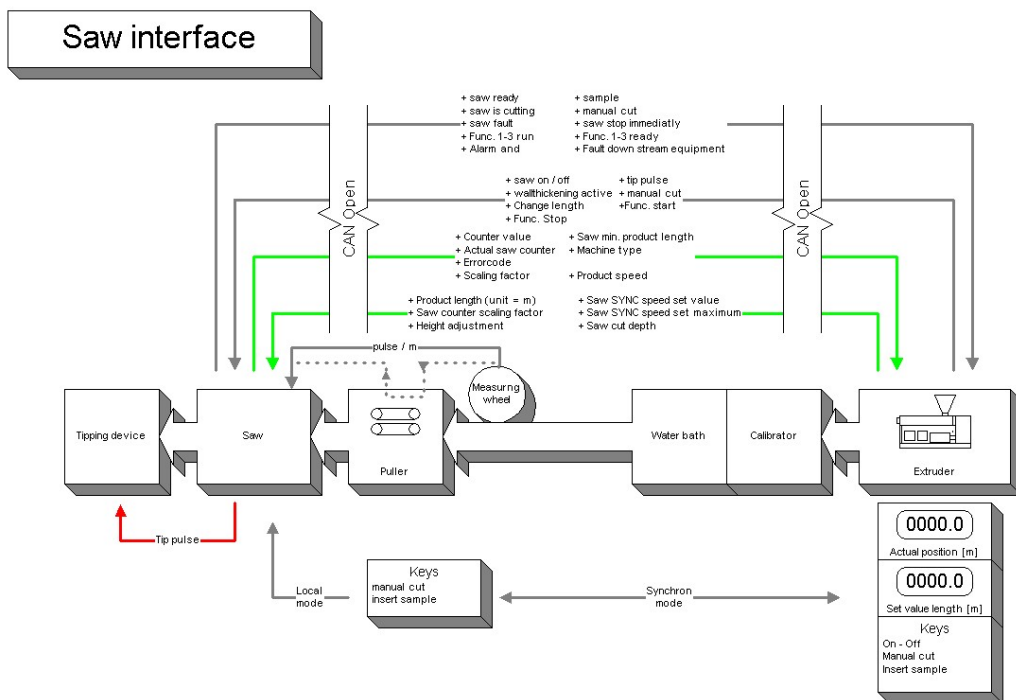 Saw interface
+ saw ready
+ saw is cutting
+ saw fault
+ Func. 1-3 run
+ Alarm and
+ sample
+ manual cut
+ saw stop immediatly
+ Func. 1-3 ready
+ Fault down stream equipment
+ saw on / off
+ wallthickening active
+ Change length
+ Func. Stop
+ tip pulse
+ manual cut
+Func. start
CAN Open
CAN Open
+ Counter value
+ Actual saw counter
+ Errorcode
+ Scaling factor
+ Saw min. product length
+ Machine type
+ Product speed
+ Product length (unit = m)
+ Saw counter scaling factor
+ Height adjustment
+ Saw SYNC speed set value
+ Saw SYNC speed set maximum
+ Saw cut depth
pulse / m
Measurng
wheel
Tipping device
Saw
Puller
Water bath
Calibrator
Extruder
Tip pulse
Local
mode
Keys
manual cut
insert sample
Synchron
mode
0000.0
Actual position [m]
0000.0
Set value length [m]
Keys
On - Off
Manual cut
Insert sample